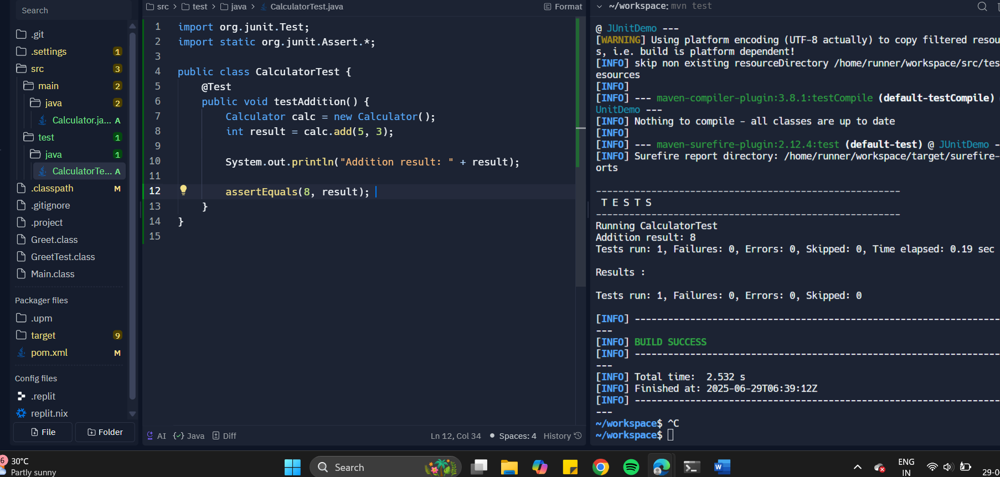 Search
.git
.settings 1
src 3
main 2
java 2
Calculator.ja... A
test 1
java 1
CalculatorTe... A
.classpath M
.gitignore
.project
Greet.class
GreetTest.class
Main.class
Packager files
.upm
target 9
pom.xml M
Config files
.replit
replit.nix
File Folder
src > test > java > CalculatorTest.java Format
1 import org.junit.Test;
2 import static org.junit.Assert.*;
3
4 public class CalculatorTest {
5 @Test
6 public void testAddition() {
7 Calculator calc = new Calculator();
8 int result = calc.add(5, 3);
9
10 System.out.println("Addition result: " + result);
11
12 assertEquals(8, result);
13 }
14 }
15
AI Java Diff Ln 12, Col 34 Spaces: 4 History
~/workspace: mvn test
@ JUnitDemo ---
[WARNING] Using platform encoding (UTF-8 actually) to copy filtered resou
s, i.e. build is platform dependent!
[INFO] skip non existing resourceDirectory /home/runner/workspace/src/tes
esources
[INFO]
[INFO] --- maven-compiler-plugin:3.8.1:testCompile (default-testCompile)
UnitDemo ---
[INFO] Nothing to compile - all classes are up to date
[INFO]
[INFO] --- maven-surefire-plugin:2.12.4:test (default-test) @ JUnitDemo -
[INFO] Surefire report directory: /home/runner/workspace/target/surefire-
orts
-------------------------------------------------------
T E S T S
-------------------------------------------------------
Running CalculatorTest
Addition result: 8
Tests run: 1, Failures: 0, Errors: 0, Skipped: 0, Time elapsed: 0.19 sec
Results :
Tests run: 1, Failures: 0, Errors: 0, Skipped: 0
[INFO] ------------------------------------------------------------------
---
[INFO] BUILD SUCCESS
[INFO] ------------------------------------------------------------------
---
[INFO] Total time: 2.532 s
[INFO] Finished at: 2025-06-29T06:39:12Z
[INFO] ------------------------------------------------------------------
---
~/workspace$ ^C
~/workspace$
6 30°C
Partly sunny
Search
ENG
IN
29-0